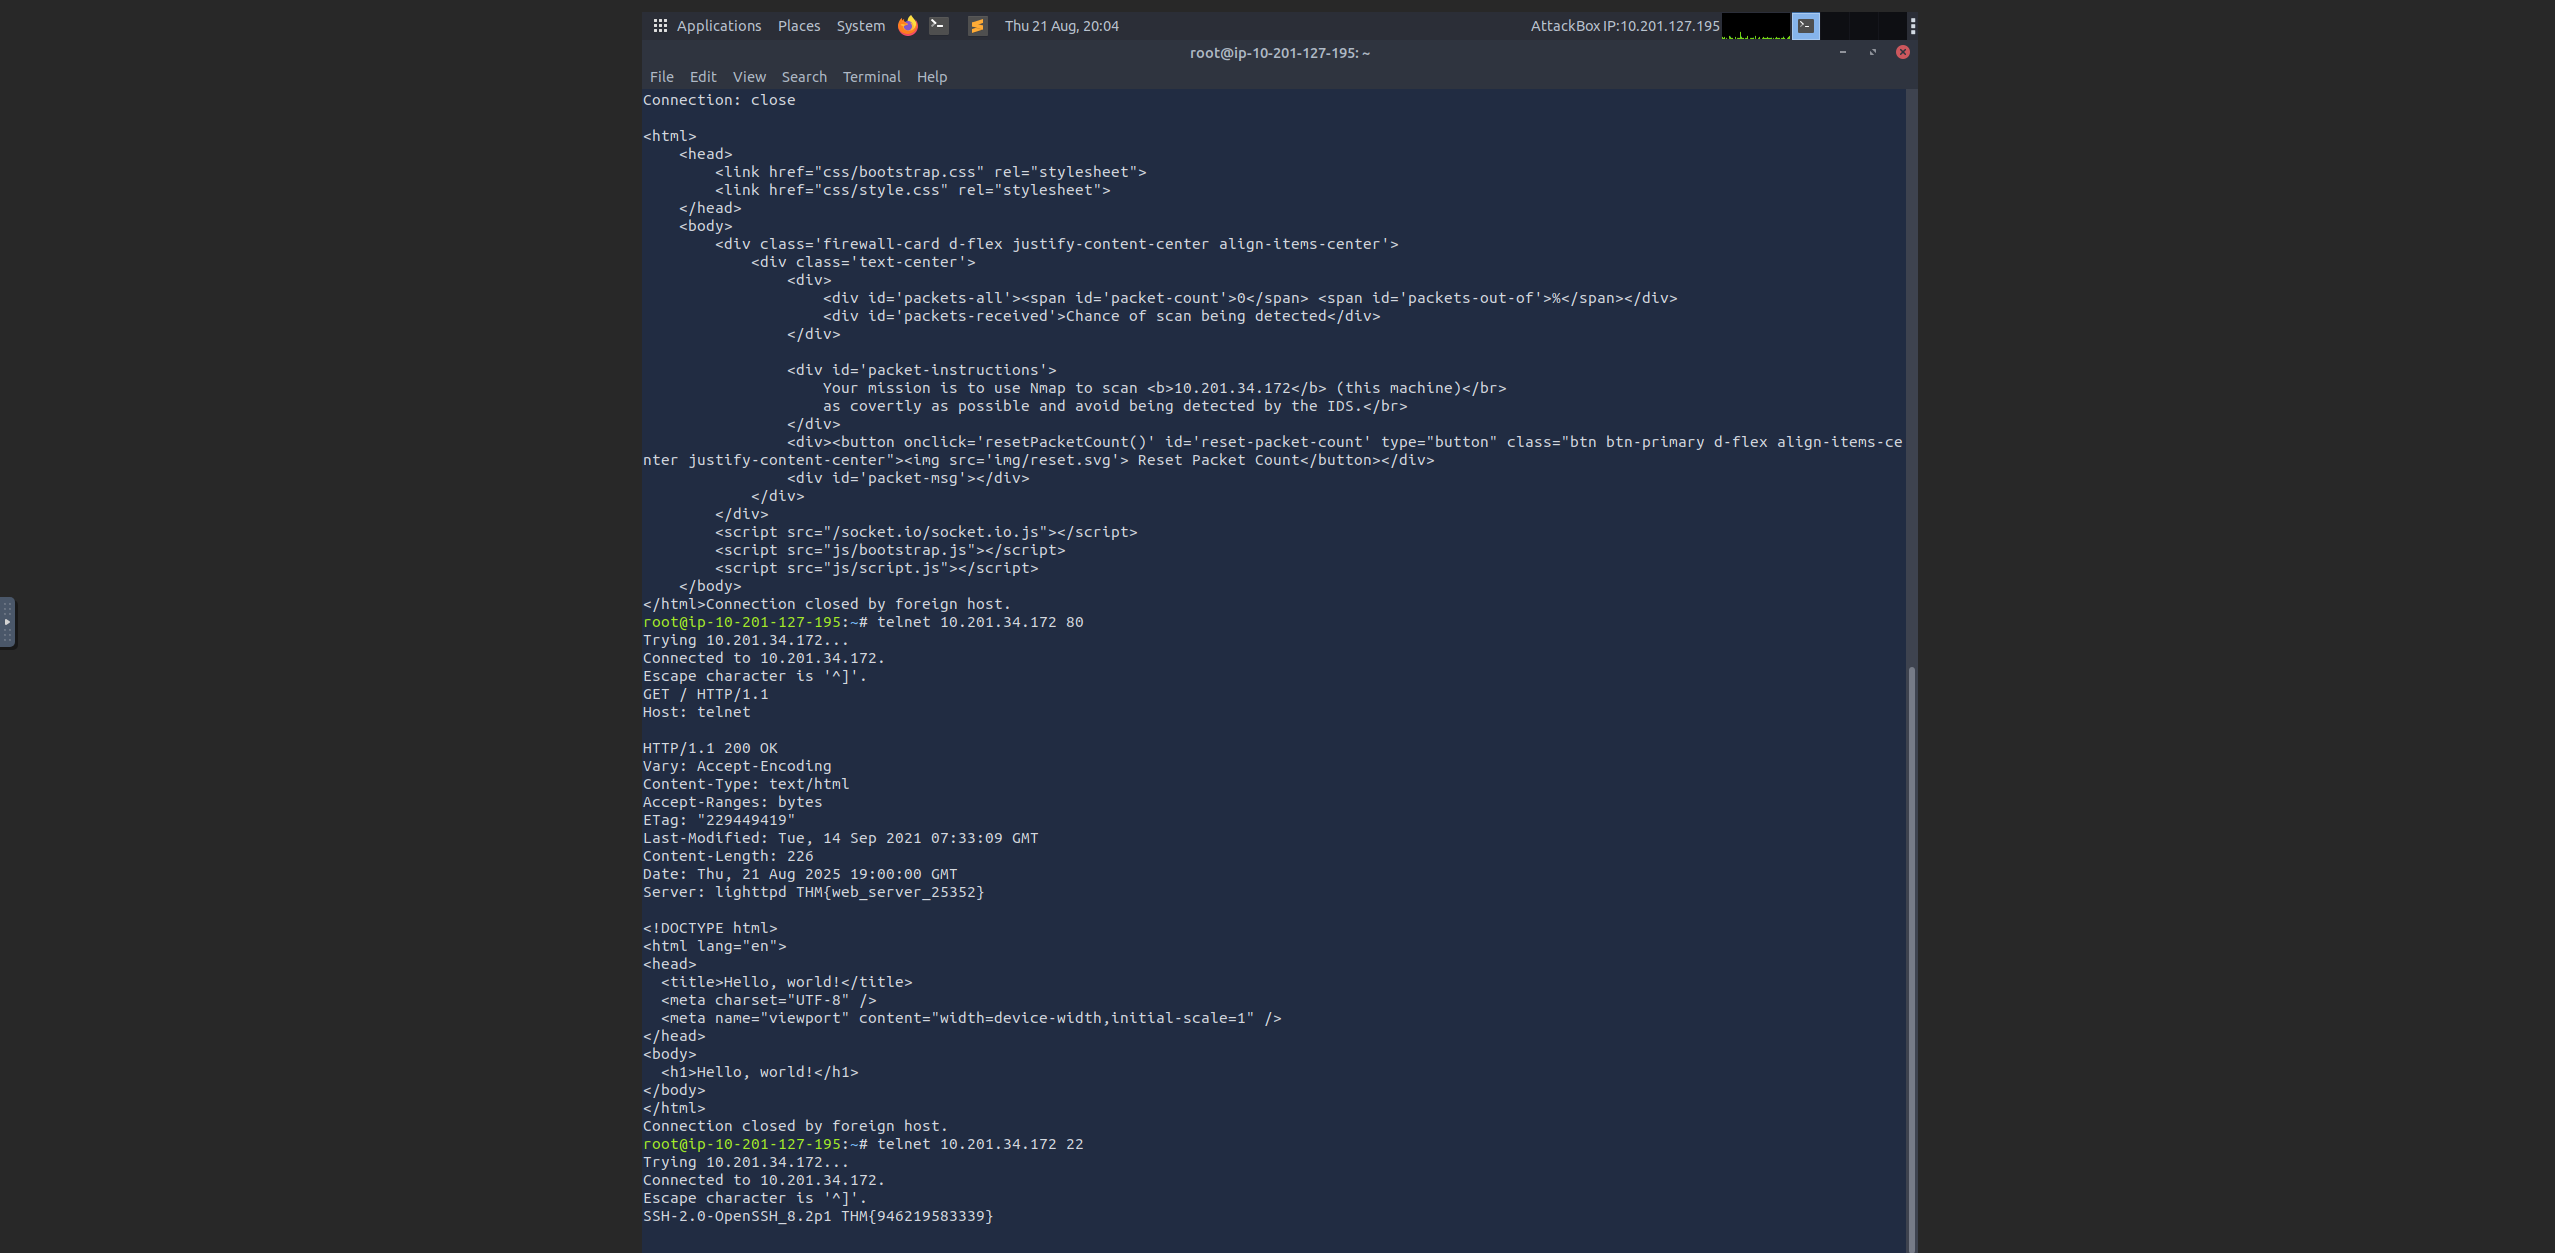 Applications Places System Thu 21 Aug, 20:04 AttackBox IP:10.201.127.195
root@ip-10-201-127-195: ~
File Edit View Search Terminal Help
Connection: close
<html>
    <head>
        <link href="css/bootstrap.css" rel="stylesheet">
        <link href="css/style.css" rel="stylesheet">
    </head>
    <body>
        <div class='firewall-card d-flex justify-content-center align-items-center'>
            <div class='text-center'>
                <div>
                    <div id='packets-all'><span id='packet-count'>0</span> <span id='packets-out-of'>%</span></div>
                    <div id='packets-received'>Chance of scan being detected</div>
                </div>
                <div id='packet-instructions'>
                    Your mission is to use Nmap to scan <b>10.201.34.172</b> (this machine)</br>
                    as covertly as possible and avoid being detected by the IDS.</br>
                </div>
                <div><button onclick='resetPacketCount()' id='reset-packet-count' type="button" class="btn btn-primary d-flex align-items-ce
nter justify-content-center"><img src='img/reset.svg'> Reset Packet Count</button></div>
                <div id='packet-msg'></div>
            </div>
        </div>
        <script src="/socket.io/socket.io.js"></script>
        <script src="js/bootstrap.js"></script>
        <script src="js/script.js"></script>
    </body>
</html>Connection closed by foreign host.
root@ip-10-201-127-195:~# telnet 10.201.34.172 80
Trying 10.201.34.172...
Connected to 10.201.34.172.
Escape character is '^]'.
GET / HTTP/1.1
Host: telnet
HTTP/1.1 200 OK
Vary: Accept-Encoding
Content-Type: text/html
Accept-Ranges: bytes
ETag: "229449419"
Last-Modified: Tue, 14 Sep 2021 07:33:09 GMT
Content-Length: 226
Date: Thu, 21 Aug 2025 19:00:00 GMT
Server: lighttpd THM{web_server_25352}
<!DOCTYPE html>
<html lang="en">
<head>
  <title>Hello, world!</title>
  <meta charset="UTF-8" />
  <meta name="viewport" content="width=device-width,initial-scale=1" />
</head>
<body>
  <h1>Hello, world!</h1>
</body>
</html>
Connection closed by foreign host.
root@ip-10-201-127-195:~# telnet 10.201.34.172 22
Trying 10.201.34.172...
Connected to 10.201.34.172.
Escape character is '^]'.
SSH-2.0-OpenSSH_8.2p1 THM{946219583339}